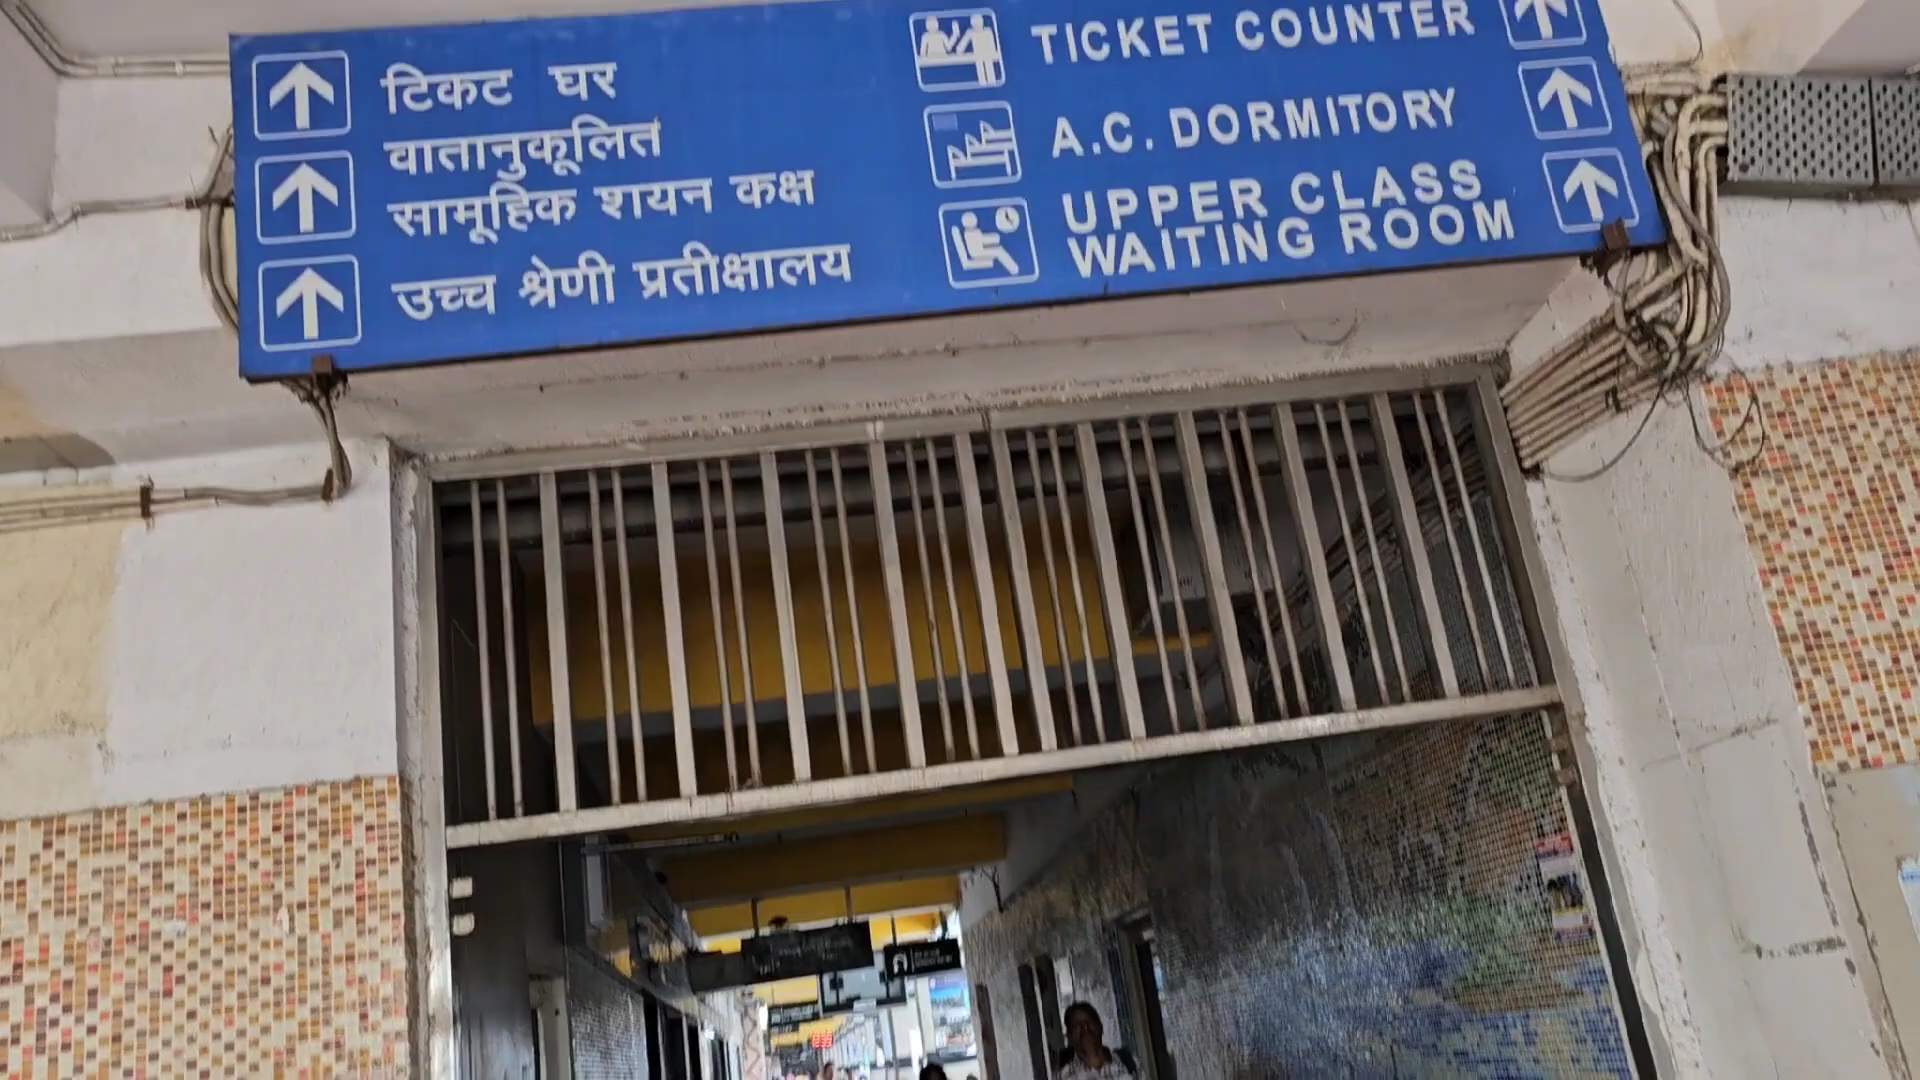 टिकट घर
वातानुकूलित
सामूहिक शयन कक्ष
उच्च श्रेणी प्रतीक्षालय
TICKET COUNTER
A.C. DORMITORY
UPPER CLASS
WAITING ROOM